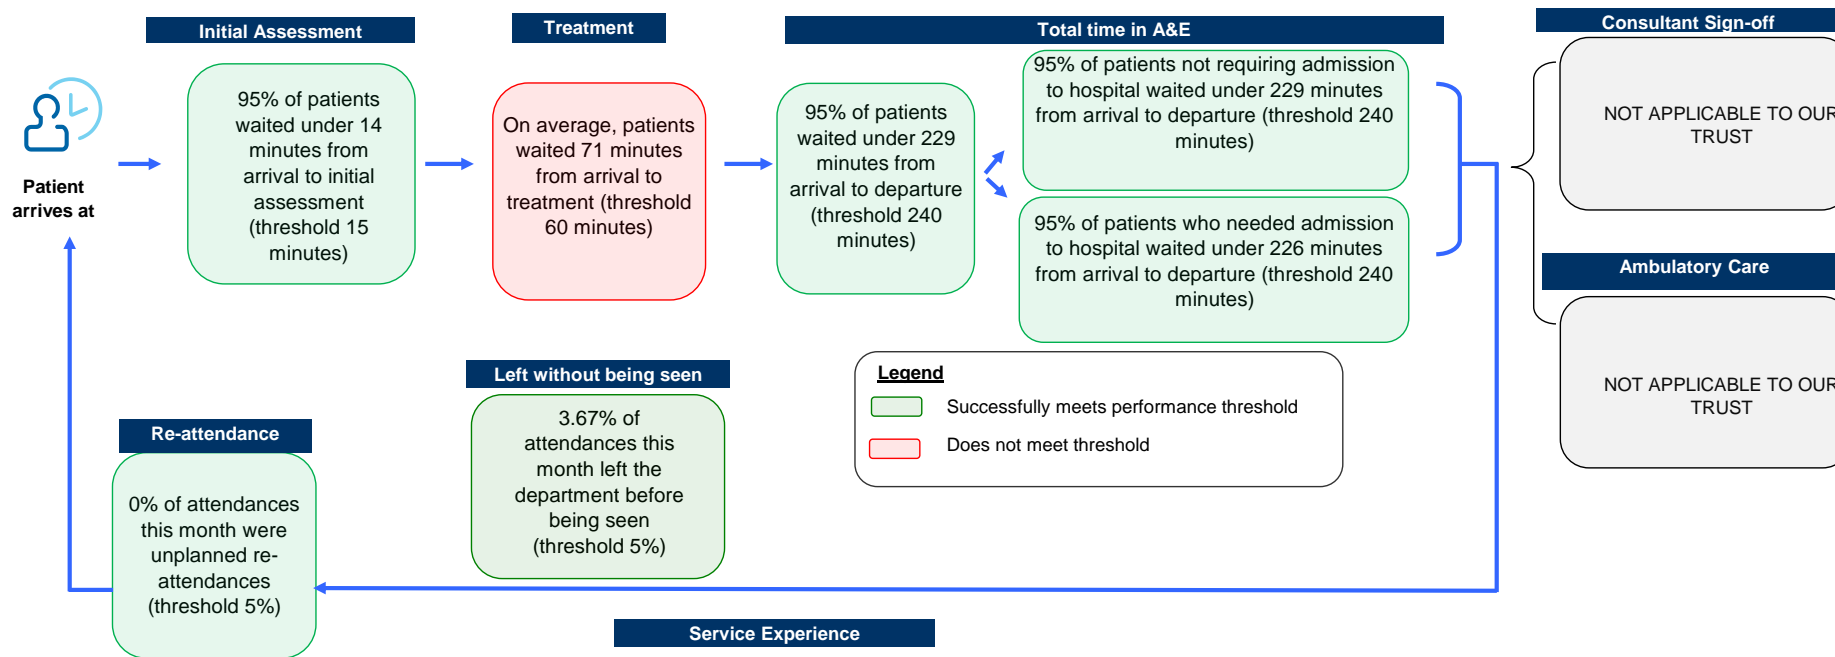 Initial Assessment
Treatment
Total time in A&E
Consultant Sign-off
Patient
arrives at
95% of patients
waited under 14
minutes from
arrival to initial
assessment
(threshold 15
minutes)
On average, patients
waited 71 minutes
from arrival to
treatment (threshold
60 minutes)
95% of patients
waited under 229
minutes from
arrival to departure
(threshold 240
minutes)
95% of patients not requiring admission
to hospital waited under 229 minutes
from arrival to departure (threshold 240
minutes)
95% of patients who needed admission
to hospital waited under 226 minutes
from arrival to departure (threshold 240
minutes)
NOT APPLICABLE TO OUR
TRUST
Ambulatory Care
NOT APPLICABLE TO OUR
TRUST
Legend
Successfully meets performance threshold
Does not meet threshold
Left without being seen
3.67% of
attendances this
month left the
department before
being seen
(threshold 5%)
Re-attendance
0% of attendances
this month were
unplanned re-
attendances
(threshold 5%)
Service Experience